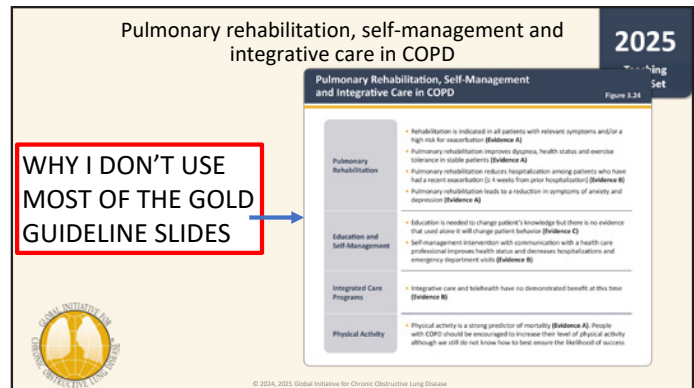 Pulmonary rehabilitation, self-management and
integrative care in COPD
2025
Teaching
Set
Pulmonary Rehabilitation, Self-Management
and Integrative Care in COPD
Figure 3.24
WHY I DON'T USE
MOST OF THE GOLD
GUIDELINE SLIDES
Pulmonary
Rehabilitation
• Rehabilitation is indicated in all patients with relevant symptoms and/or a
high risk for exacerbation (Evidence A)
• Pulmonary rehabilitation improves dyspnea, health status and exercise
tolerance in stable patients (Evidence A)
• Pulmonary rehabilitation reduces hospitalization among patients who have
had a recent exacerbation (≤ 4 weeks from prior hospitalization) (Evidence B)
• Pulmonary rehabilitation leads to a reduction in symptoms of anxiety and
depression (Evidence A)
Education and
Self-Management
• Education is needed to change patient's knowledge but there is no evidence
that used alone it will change patient behavior (Evidence C)
• Self-management intervention with communication with a health care
professional improves health status and decreases hospitalizations and
emergency department visits (Evidence B)
Integrated Care
Programs
• Integrative care and telehealth have no demonstrated benefit at this time
(Evidence B)
Physical Activity
• Physical activity is a strong predictor of mortality (Evidence A). People
with COPD should be encouraged to increase their level of physical activity
although we still do not know how to best ensure the likelihood of success
GLOBAL INITIATIVE FOR
CHRONIC OBSTRUCTIVE LUNG DISEASE
© 2024, 2025 Global Initiative for Chronic Obstructive Lung Disease